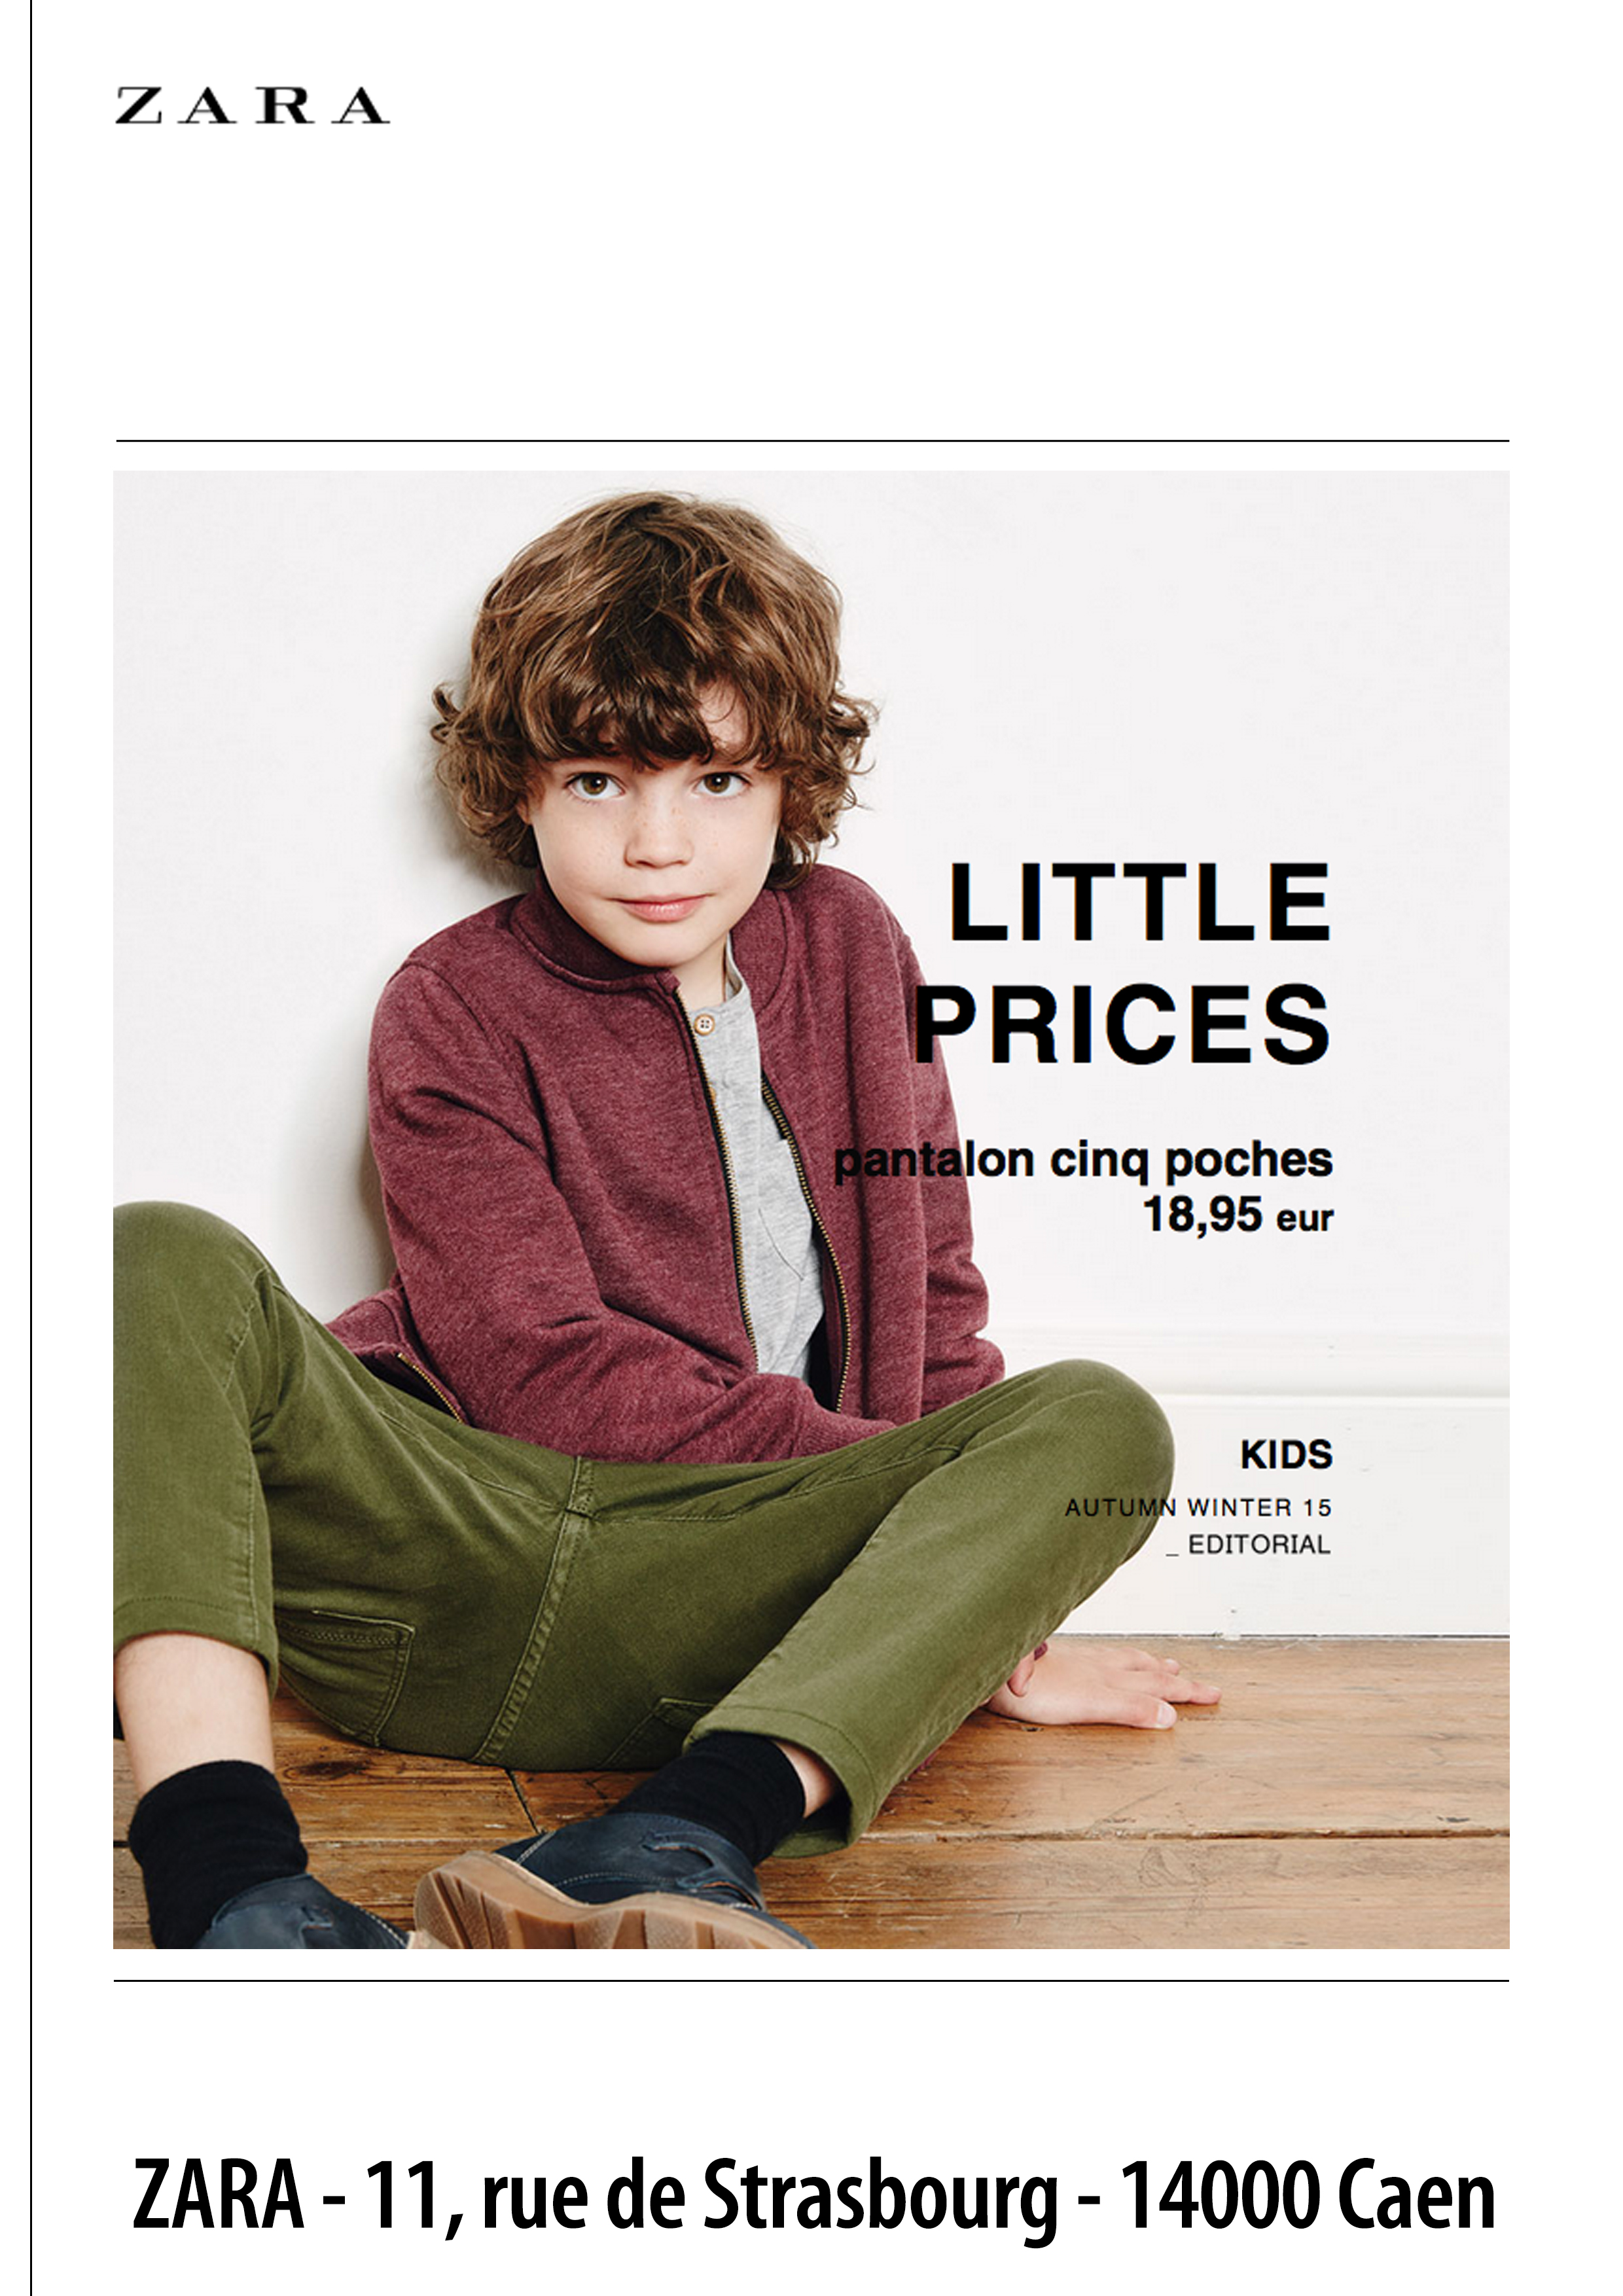 ZARA
LITTLE
PRICES
pantalon cinq poches
18,95 eur
KIDS
AUTUMN WINTER 15
_ EDITORIAL
ZARA - 11, rue de Strasbourg - 14000 Caen